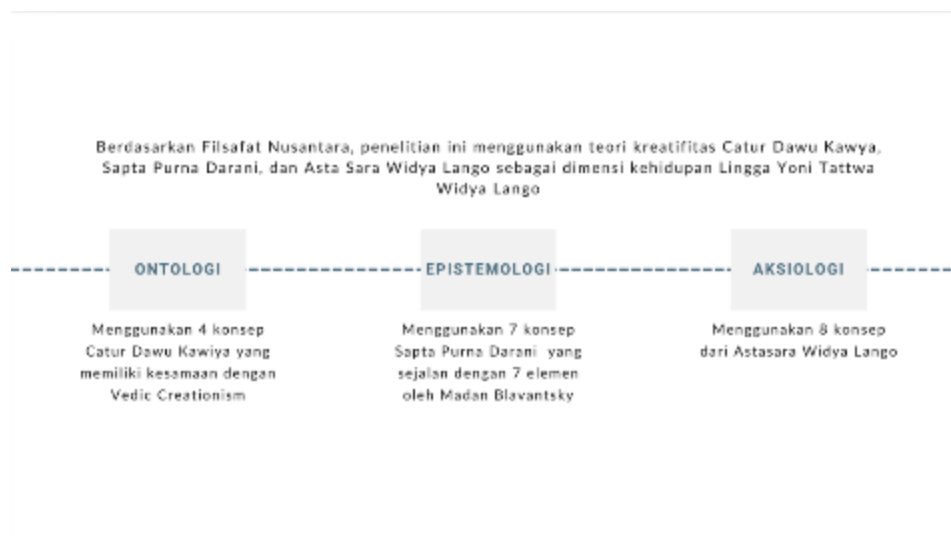 Berdasarkan Filsafat Nusantara, penelitian ini menggunakan teori kreatifitas Catur Dawu Kawya,
Sapta Purna Darani, dan Asta Sara Widya Lango sebagai dimensi kehidupan Lingga Yoni Tattwa
Widya Lango
ONTOLOGI
Menggunakan 4 konsep
Catur Dawu Kawiya yang
memiliki kesamaan dengan
Vedic Creationism
EPISTEMOLOGI
Menggunakan 7 konsep
Sapta Purna Darani yang
sejalan dengan 7 elemen
oleh Madan Blavantsky
AKSIOLOGI
Menggunakan 8 konsep
dari Astasara Widya Lango